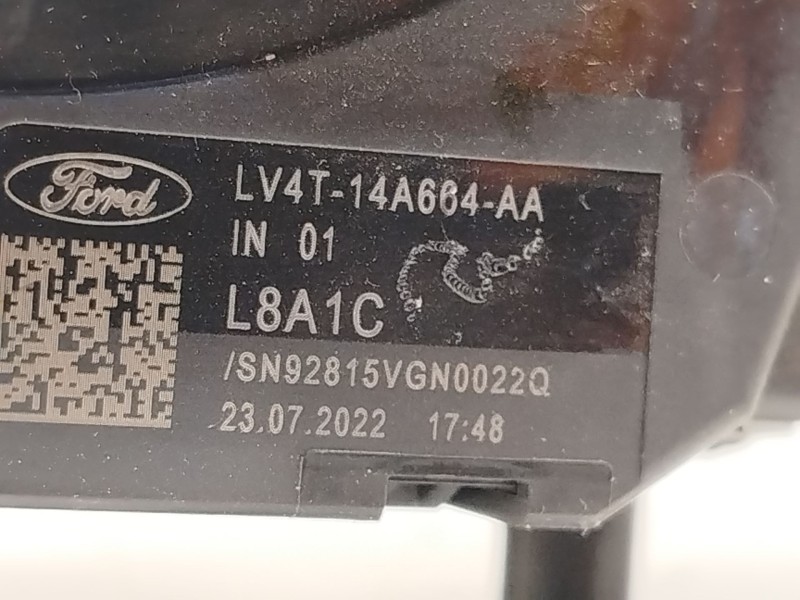 Ford
LV4T-14A664-AA
IN 01
L8A1C
/SN92815VGN0022Q
23.07.2022 17:48